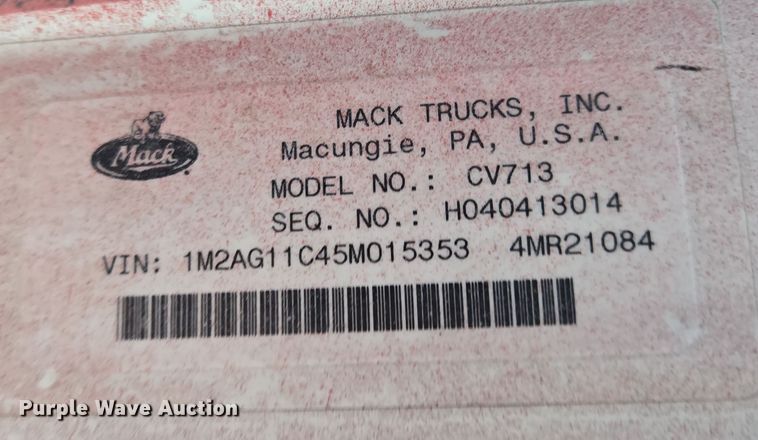 MACK TRUCKS, INC.
Macungie, PA, U.S.A.
Mack
MODEL NO.: CV713
SEQ. NO.: H040413014
VIN: 1M2AG11C45M015353 4MR21084
Purple Wave Auction